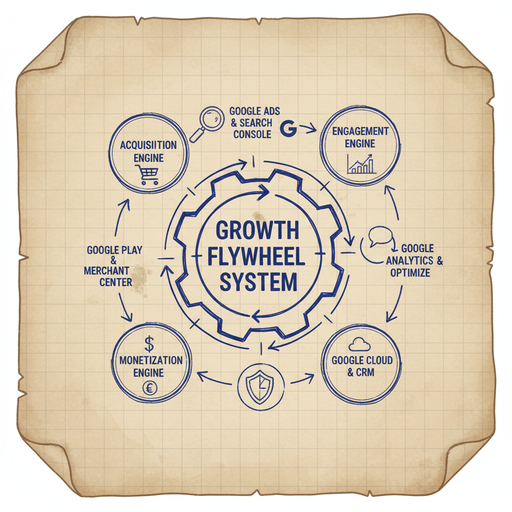 GOOGLE ADS
& SEARCH
CONSOLE
G
ACQUISITION
ENGINE
ENGAGEMENT
ENGINE
GROWTH
FLYWHEEL
SYSTEM
GOOGLE PLAY
&
MERCHANT
CENTER
GOOGLE
ANALYTICS &
OPTIMIZE
$
MONETIZATION
ENGINE
€
GOOGLE CLOUD
& CRM